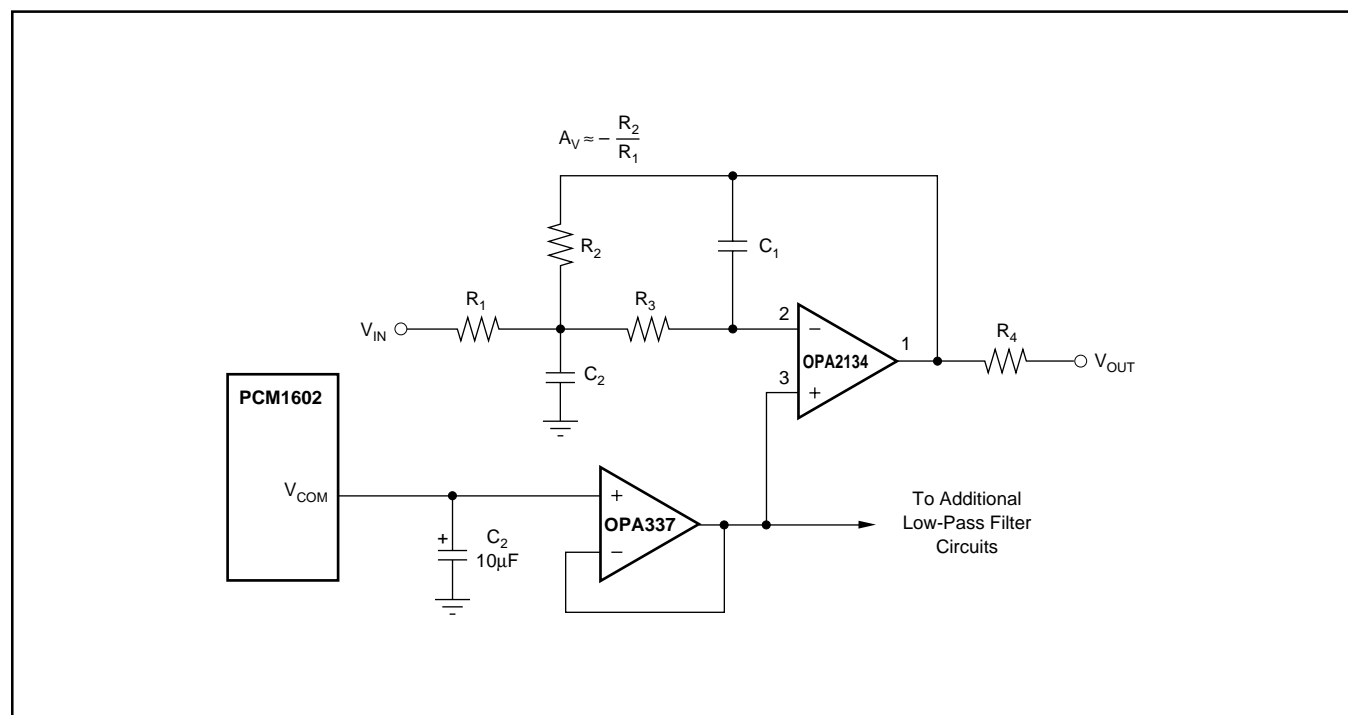 A_V ≈ − R_2
R_1
R_2
C_1
R_1
R_3
V_IN
2
−
OPA2134
1
R_4
V_OUT
3
+
C_2
PCM1602
V_COM
+
OPA337
−
+
C_2
10μF
To Additional
Low-Pass Filter
Circuits